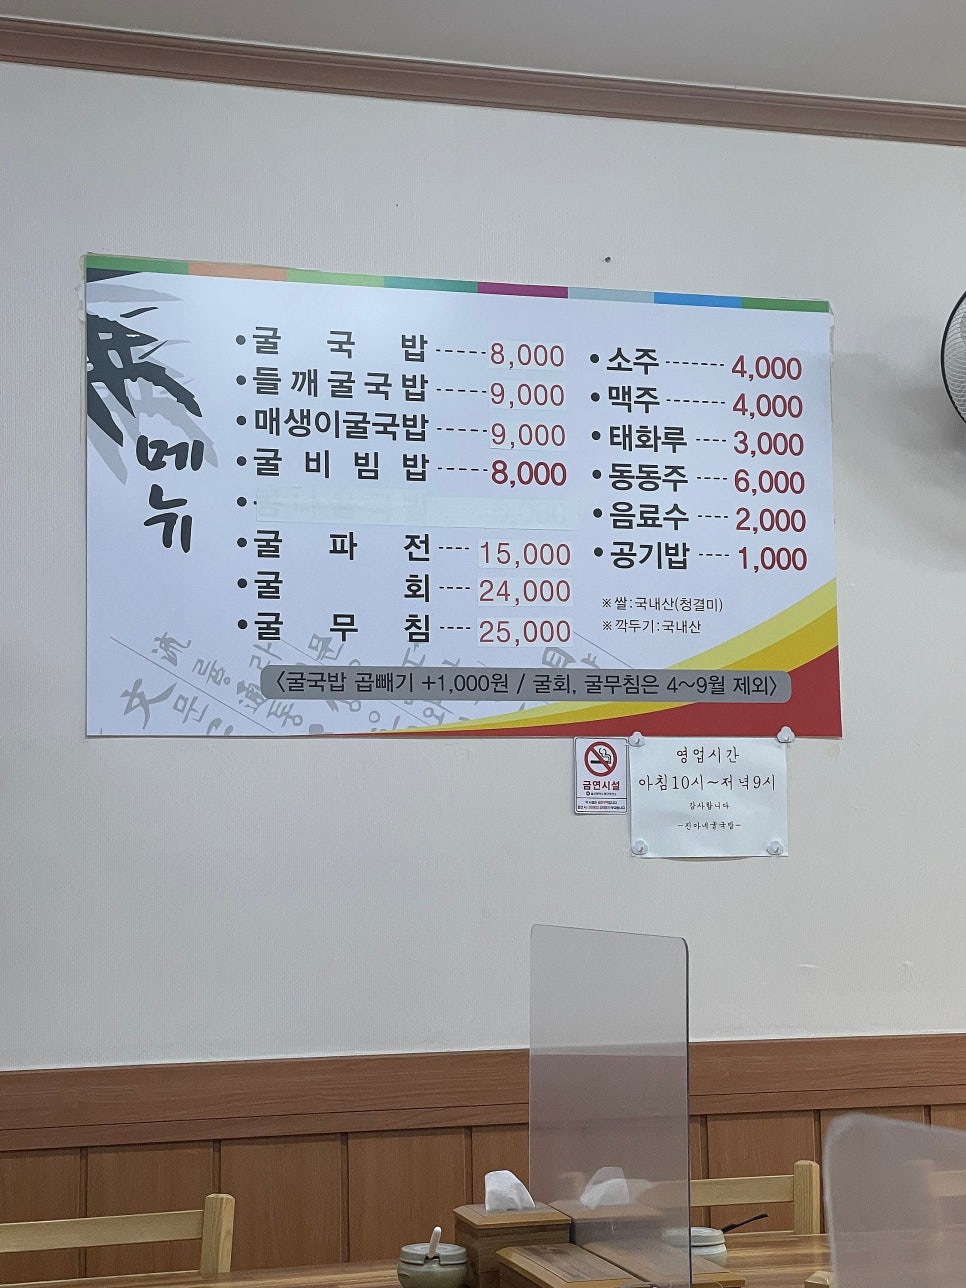 메뉴
• 굴국밥 ----- 8,000
• 들깨굴국밥 9,000
• 매생이굴국밥 ----- 9,000
• 굴비빔밥 ----- 8,000
• 굴파전 ---- 15,000
• 굴회 ---- 24,000
• 굴무침 ---- 25,000
• 소주 ------- 4,000
• 맥주 ------- 4,000
• 태화루 ---- 3,000
• 동동주 ---- 6,000
• 음료수 ---- 2,000
• 공기밥 ---- 1,000
※ 쌀:국내산(청결미)
※ 깍두기:국내산
〈굴국밥 곱빼기 +1,000원 / 굴회, 굴무침은 4~9월 제외〉
금연시설
영업시간
아침10시~저녁9시
감사합니다
-진아네굴국밥-